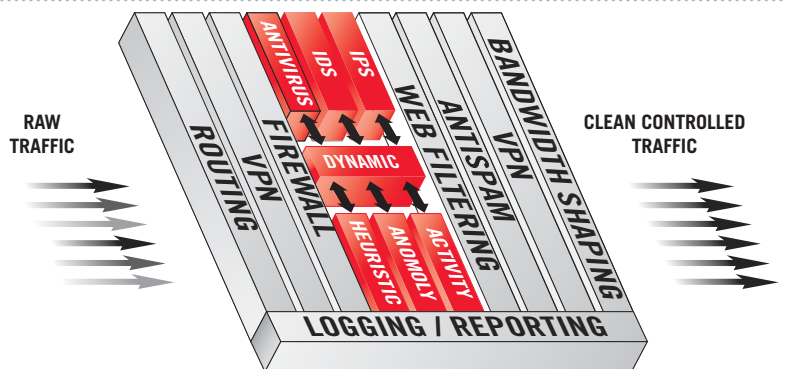 RAW
TRAFFIC
ROUTING
VPN
FIREWALL
ANTIVIRUS
IDS
IPS
DYNAMIC
HEURISTIC
ANOMOLY
ACTIVITY
WEB FILTERING
ANTISPAM
VPN
BANDWIDTH SHAPING
LOGGING / REPORTING
CLEAN CONTROLLED
TRAFFIC